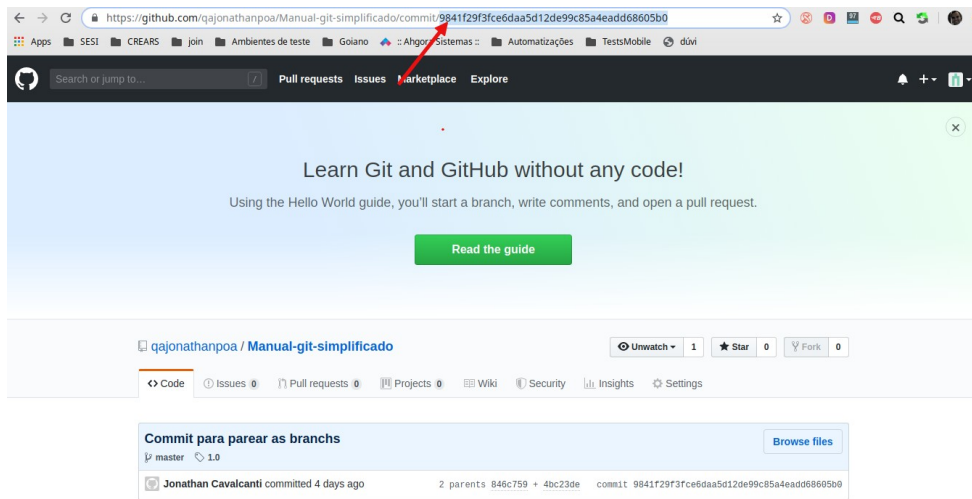 https://github.com/qajonathanpoa/Manual-git-simplificado/commit/9841f29f3fce6daa5d12de99c85a4eadd68605b0
Apps SESI CREARS join Ambientes de teste Goiano :: Ahgora Sistemas :: Automatizações TestsMobile dúvi
Search or jump to... / Pull requests Issues Marketplace Explore
Learn Git and GitHub without any code!
Using the Hello World guide, you’ll start a branch, write comments, and open a pull request.
Read the guide
qajonathanpoa / Manual-git-simplificado Unwatch 1 Star 0 Fork 0
Code Issues 0 Pull requests 0 Projects 0 Wiki Security Insights Settings
Commit para parear as branchs Browse files
master 1.0
Jonathan Cavalcanti committed 4 days ago 2 parents 846c759 + 4bc23de commit 9841f29f3fce6daa5d12de99c85a4eadd68605b0